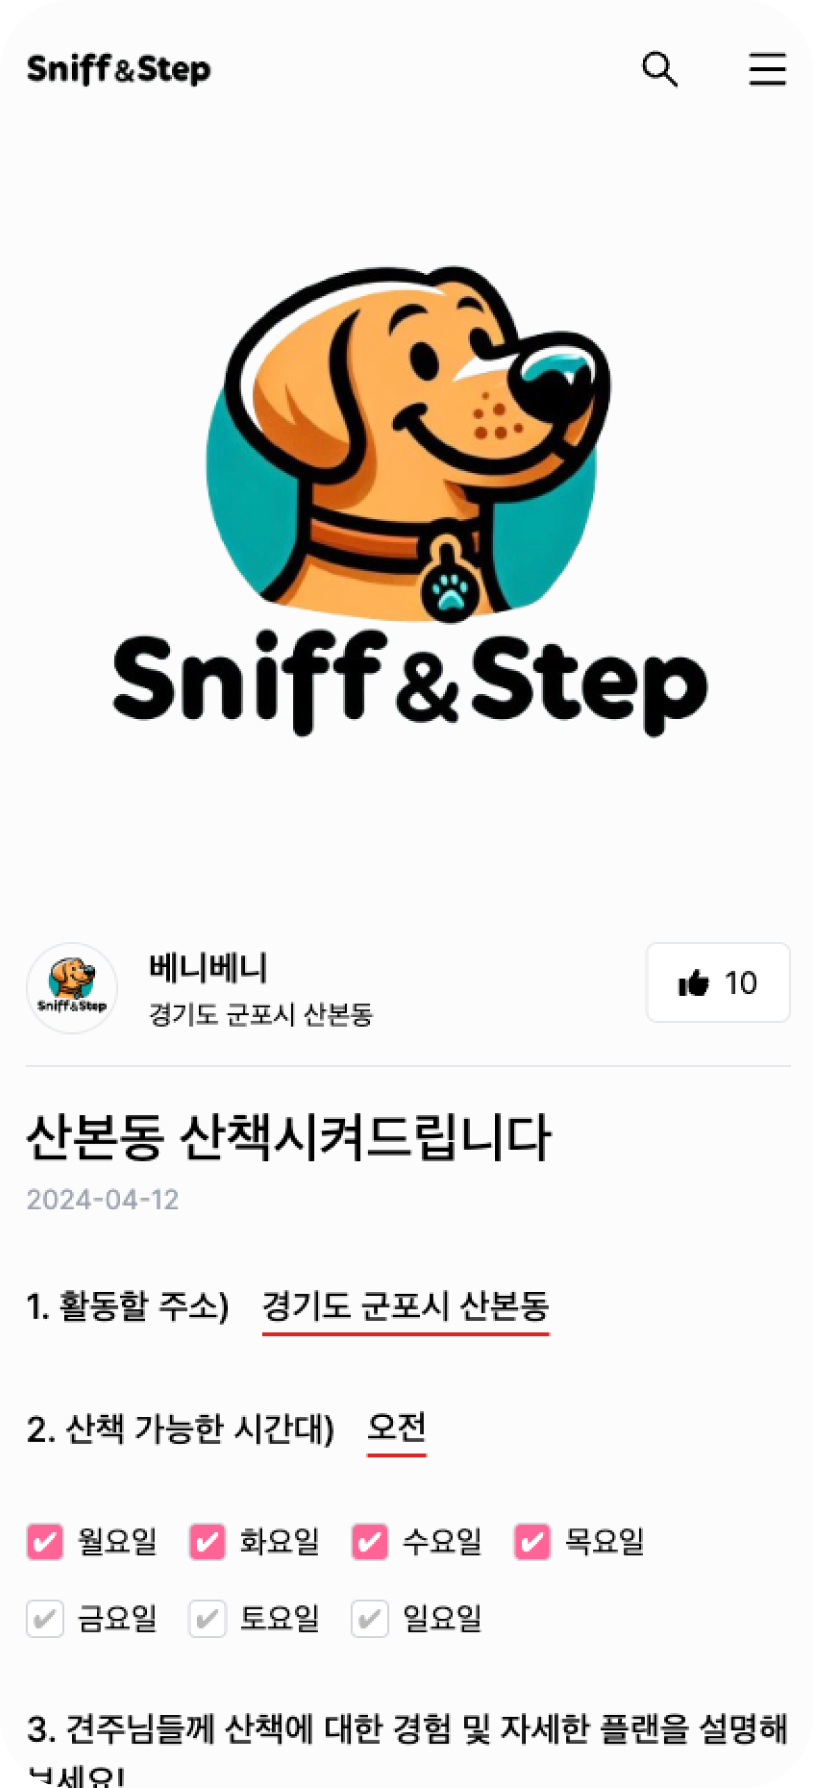 Sniff&Step
Sniff&Step
Sniff&Step
베니베니
경기도 군포시 산본동
10
산본동 산책시켜드립니다
2024-04-12
1. 활동할 주소) 경기도 군포시 산본동
2. 산책 가능한 시간대) 오전
월요일 화요일 수요일 목요일
금요일 토요일 일요일
3. 견주님들께 산책에 대한 경험 및 자세한 플랜을 설명해